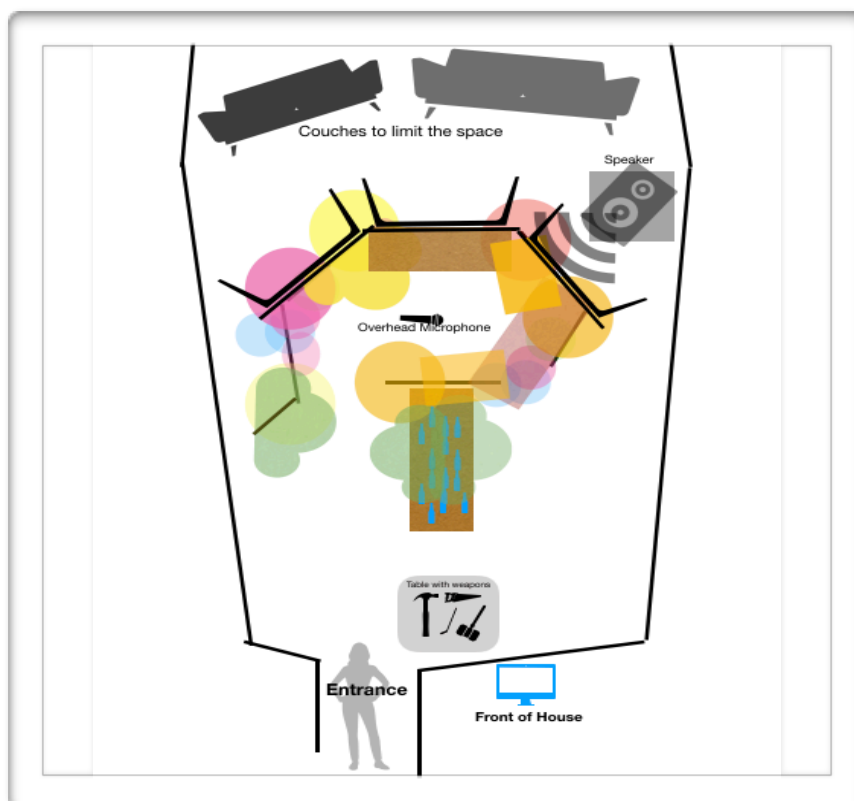 Couches to limit the space
Speaker
Overhead Microphone
Table with weapons
Entrance
Front of House